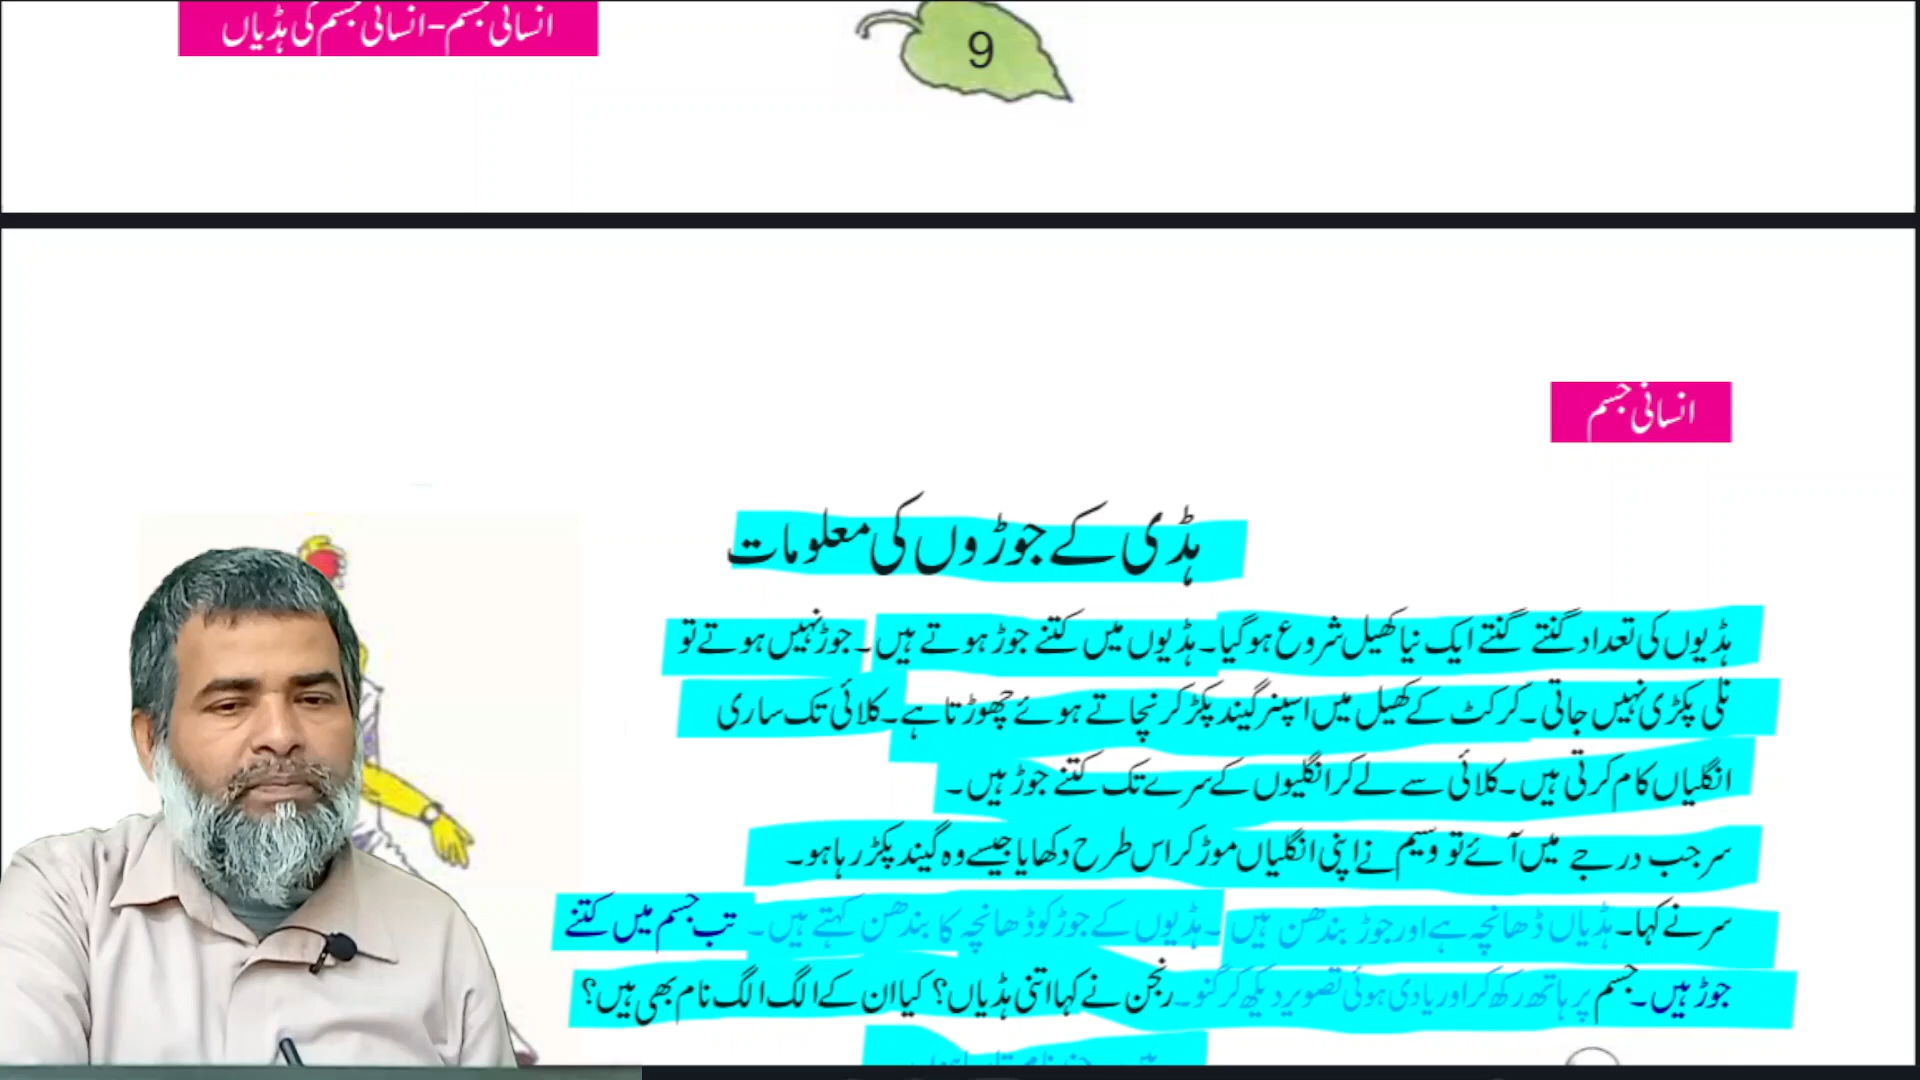 انسانی جسم-انسانی جسم کی ہڈیاں
9
انسانی جسم
ہڈی کے جوڑوں کی معلومات
ہڈیوں کی تعداد گنتے گنتے ایک نیا کھیل شروع ہوگیا۔ ہڈیوں میں کتنے جوڑ ہوتے ہیں۔ جوڑ نہیں ہوتے تو
نلی پکڑی نہیں جاتی۔ کرکٹ کے کھیل میں اسپنر گیند پکڑ کر نچاتے ہوئے چھوڑتا ہے۔ کلائی تک ساری
انگلیاں کام کرتی ہیں۔ کلائی سے لے کر انگلیوں کے سرے تک کتنے جوڑ ہیں۔
سر جب درجے میں آئے تو وسیم نے اپنی انگلیاں موڑ کر اس طرح دکھایا جیسے وہ گیند پکڑ رہا ہو۔
سر نے کہا۔ ہڈیاں ڈھانچہ ہے اور جوڑ بندھن ہیں۔ ہڈیوں کے جوڑ کو ڈھانچہ کا بندھن کہتے ہیں۔ تب جسم میں کتنے
جوڑ ہیں۔ جسم پر ہاتھ رکھ کر اور یا دی ہوئی تصویر دیکھ کر گنو۔ رنجن نے کہا اتنی ہڈیاں؟ کیا ان کے الگ الگ نام بھی ہیں؟